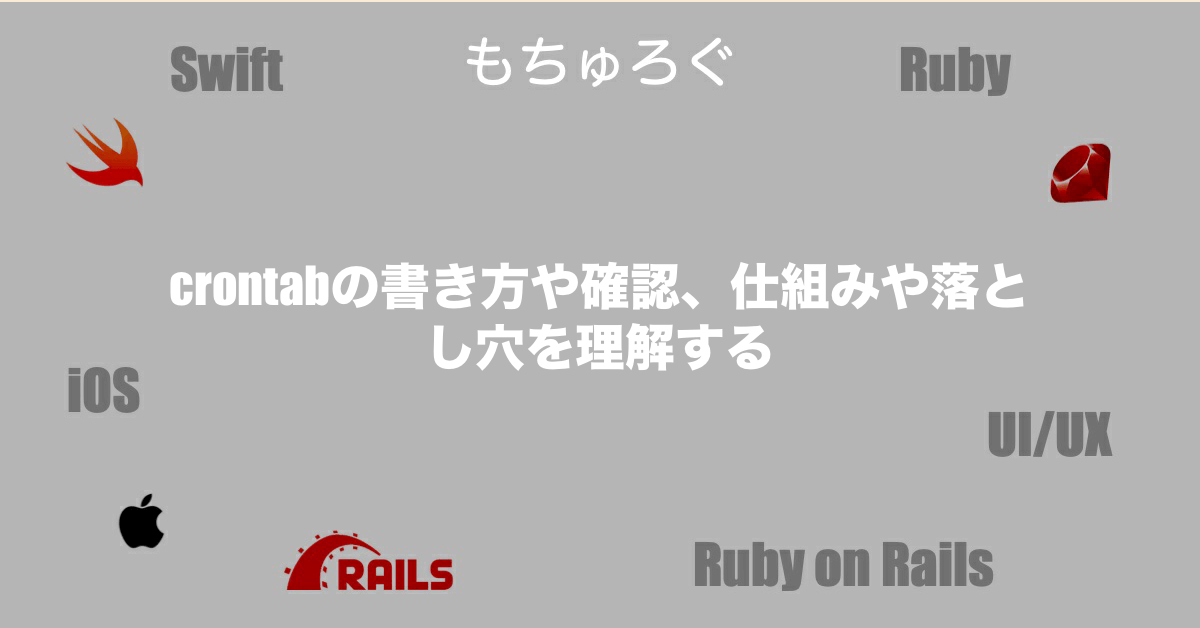 もちゅろぐ
Swift
Ruby
crontabの書き方や確認、仕組みや落と
し穴を理解する
iOS
UI/UX
RAILS
Ruby on Rails